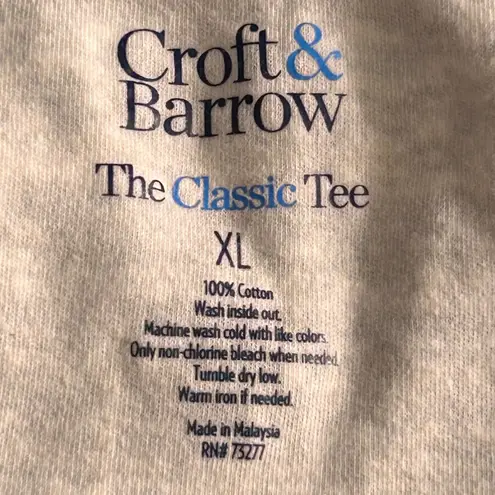 Croft &
Barrow
The Classic Tee
XL
100% Cotton
Wash inside out.
Machine wash cold with like colors.
Only non-chlorine bleach when needed.
Tumble dry low.
Warm iron if needed.
Made in Malaysia
RN# 73277